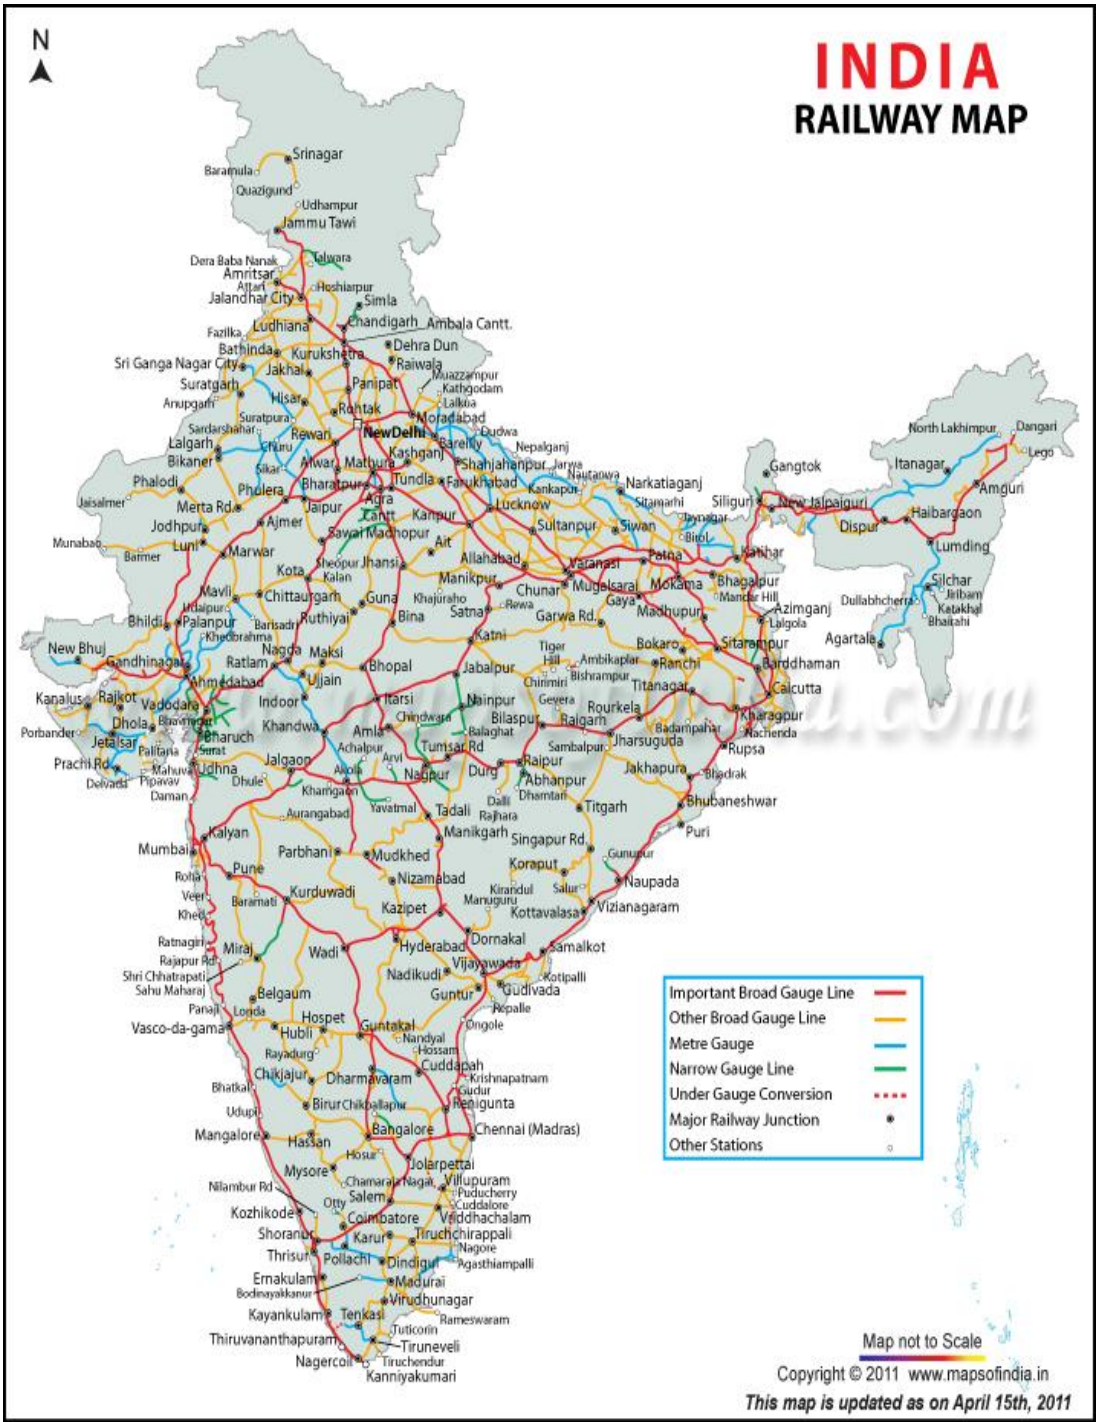 N
INDIA
RAILWAY MAP
Srinagar
Baramula
Quazigund
Udhampur
Jammu Tawi
Dera Baba Nanak
Talwara
Amritsar
Attari
Hoshiarpur
Jalandhar City
Simla
Ludhiana
Chandigarh
Ambala Cantt.
Fazilka
Dehra Dun
Bathinda
Kurukshetra
Raiwala
Sri Ganga Nagar City
Jakhal
Muazzampur
Suratgarh
Panipat
Kathgodam
Anupgarh
Hisar
Lalkua
Rohtak
Moradabad
Suratpura
Sardarshahar
NewDelhi
Dudwa
North Lakhimpur
Dangari
Lalgarh
Churu
Rewari
Bareilly
Nepalganj
Lego
Bikaner
Sikar
Alwar
Mathura
Kashganj
Shahjahanpur
Jarwa
Gangtok
Itanagar
Nautanwa
Phalodi
Phulera
Bharatpur
Tundla
Farukhabad
Kankapur
Narkatiaganj
Amguri
Jaisalmer
Merta Rd.
Jaipur
Agra
Cantt
Lucknow
Sitamarhi
Siliguri
New Jalpaiguri
Jodhpur
Ajmer
Kanpur
Jaynagar
Dispur
Haibargaon
Sawai Madhopur
Sultanpur
Siwan
Birol
Munabao
Luni
Marwar
Ait
Lumding
Barmer
Sheopur
Kalan
Jhansi
Allahabad
Varanasi
Patna
Katihar
Kota
Manikpur
Mavli
Chunar
Mugalsarai
Mokama
Bhagalpur
Silchar
Chittaurgarh
Khajuraho
Gaya
Mandar Hill
Jiribam
Udaipur
Guna
Satna
Rewa
Madhupur
Azimganj
Dullabhcherra
Katakhal
Bhildi
Palanpur
Barisadri
Ruthiyai
Bina
Garwa Rd.
Lalgola
Bhairahi
Khedbrahma
Katni
Bokaro
Sitarampur
Agartala
New Bhuj
Nagda
Maksi
Tiger
Hill
Gandhinagar
Ratlam
Bhopal
Jabalpur
Ambikaplar
Ranchi
Barddhaman
Ahmedabad
Ujjain
Chirimiri
Bishrampur
Kanalus
Rajkot
Vadodara
Indoor
Itarsi
Nainpur
Gevera
Titanagar
Calcutta
Dhola
Bhavnagar
Khandwa
Chindwara
Bilaspur
Raigarh
Rourkela
Kharagpur
Porbander
Jetalsar
Bharuch
Amla
Balaghat
Badampahar
Nachenda
Palitana
Surat
Achalpur
Tumsar Rd
Sambalpur
Jharsuguda
Rupsa
Prachi Rd
Mahuva
Udhna
Jalgaon
Akola
Arvi
Durg
Raipur
Jakhapura
Bhadrak
Delvada
Pipavav
Dhule
Nagpur
Abhanpur
Daman
Khamgaon
Dhamtari
Yavatmal
Dalli
Rajhara
Bhubaneshwar
Aurangabad
Tadali
Titgarh
Kalyan
Manikgarh
Singapur Rd.
Puri
Mumbai
Parbhani
Mudkhed
Gunupur
Pune
Koraput
Roha
Nizamabad
Kirandul
Salur
Naupada
Veer
Baramati
Kurduwadi
Manuguru
Khed
Kazipet
Kottavalasa
Vizianagaram
Ratnagiri
Miraj
Wadi
Hyderabad
Dornakal
Samalkot
Rajapur Rd
Vijayawada
Shri Chhatrapati
Sahu Maharaj
Nadikudi
Kotipalli
Belgaum
Guntur
Gudivada
Panaji
Londa
Repalle
Vasco-da-gama
Hubli
Hospet
Guntakal
Ongole
Nandyal
Rayadurg
Hossam
Chikjajur
Dharmavaram
Cuddapah
Bhatkal
Krishnapatnam
Gudur
Udupi
Birur
Chikballapur
Renigunta
Mangalore
Hassan
Bangalore
Chennai (Madras)
Hosur
Mysore
Jolarpettai
Nilambur Rd
Chamaraja Nagar
Villupuram
Puducherry
Otty
Salem
Cuddalore
Kozhikode
Coimbatore
Vriddhachalam
Shoranur
Karur
Tiruchchirappali
Thrisur
Pollachi
Nagore
Dindigul
Agasthiampalli
Ernakulam
Madurai
Bodinayakkanur
Virudhunagar
Kayankulam
Tenkasi
Rameswaram
Tuticorin
Thiruvananthapuram
Tiruneveli
Nagercoil
Tiruchendur
Kanniyakumari
Important Broad Gauge Line
Other Broad Gauge Line
Metre Gauge
Narrow Gauge Line
Under Gauge Conversion
Major Railway Junction
Other Stations
Map not to Scale
Copyright © 2011 www.mapsofindia.in
This map is updated as on April 15th, 2011